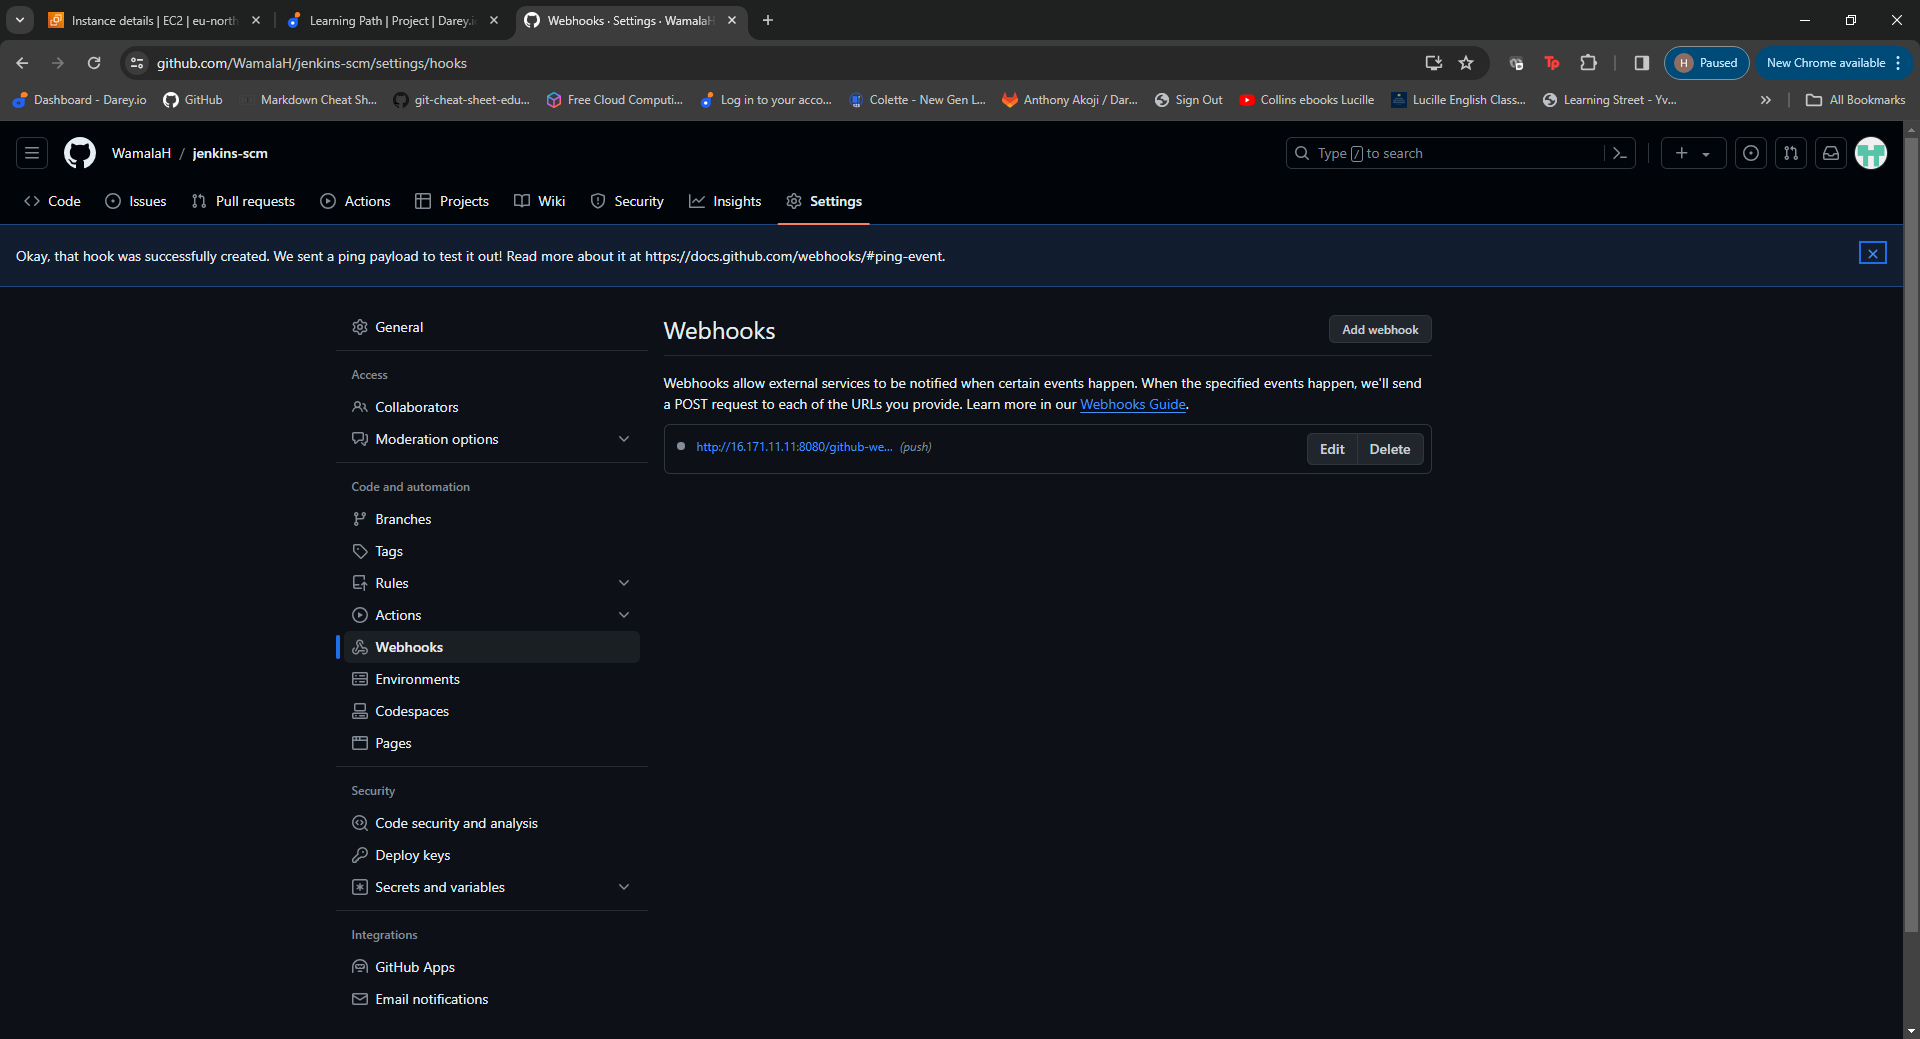 Instance details | EC2 | eu-north
Learning Path | Project | Darey.i
Webhooks · Settings · WamalaH
github.com/WamalaH/jenkins-scm/settings/hooks
Tp
H Paused
New Chrome available
Dashboard - Darey.io
GitHub
Markdown Cheat Sh...
git-cheat-sheet-edu...
Free Cloud Computi...
Log in to your acco...
Colette - New Gen L...
Anthony Akoji / Dar...
Sign Out
Collins ebooks Lucille
Lucille English Class...
Learning Street - Yv...
All Bookmarks
WamalaH / jenkins-scm
Type / to search
Code
Issues
Pull requests
Actions
Projects
Wiki
Security
Insights
Settings
Okay, that hook was successfully created. We sent a ping payload to test it out! Read more about it at https://docs.github.com/webhooks/#ping-event.
General
Access
Collaborators
Moderation options
Code and automation
Branches
Tags
Rules
Actions
Webhooks
Environments
Codespaces
Pages
Security
Code security and analysis
Deploy keys
Secrets and variables
Integrations
GitHub Apps
Email notifications
Webhooks
Add webhook
Webhooks allow external services to be notified when certain events happen. When the specified events happen, we'll send
a POST request to each of the URLs you provide. Learn more in our Webhooks Guide.
http://16.171.11.11:8080/github-we... (push)
Edit
Delete